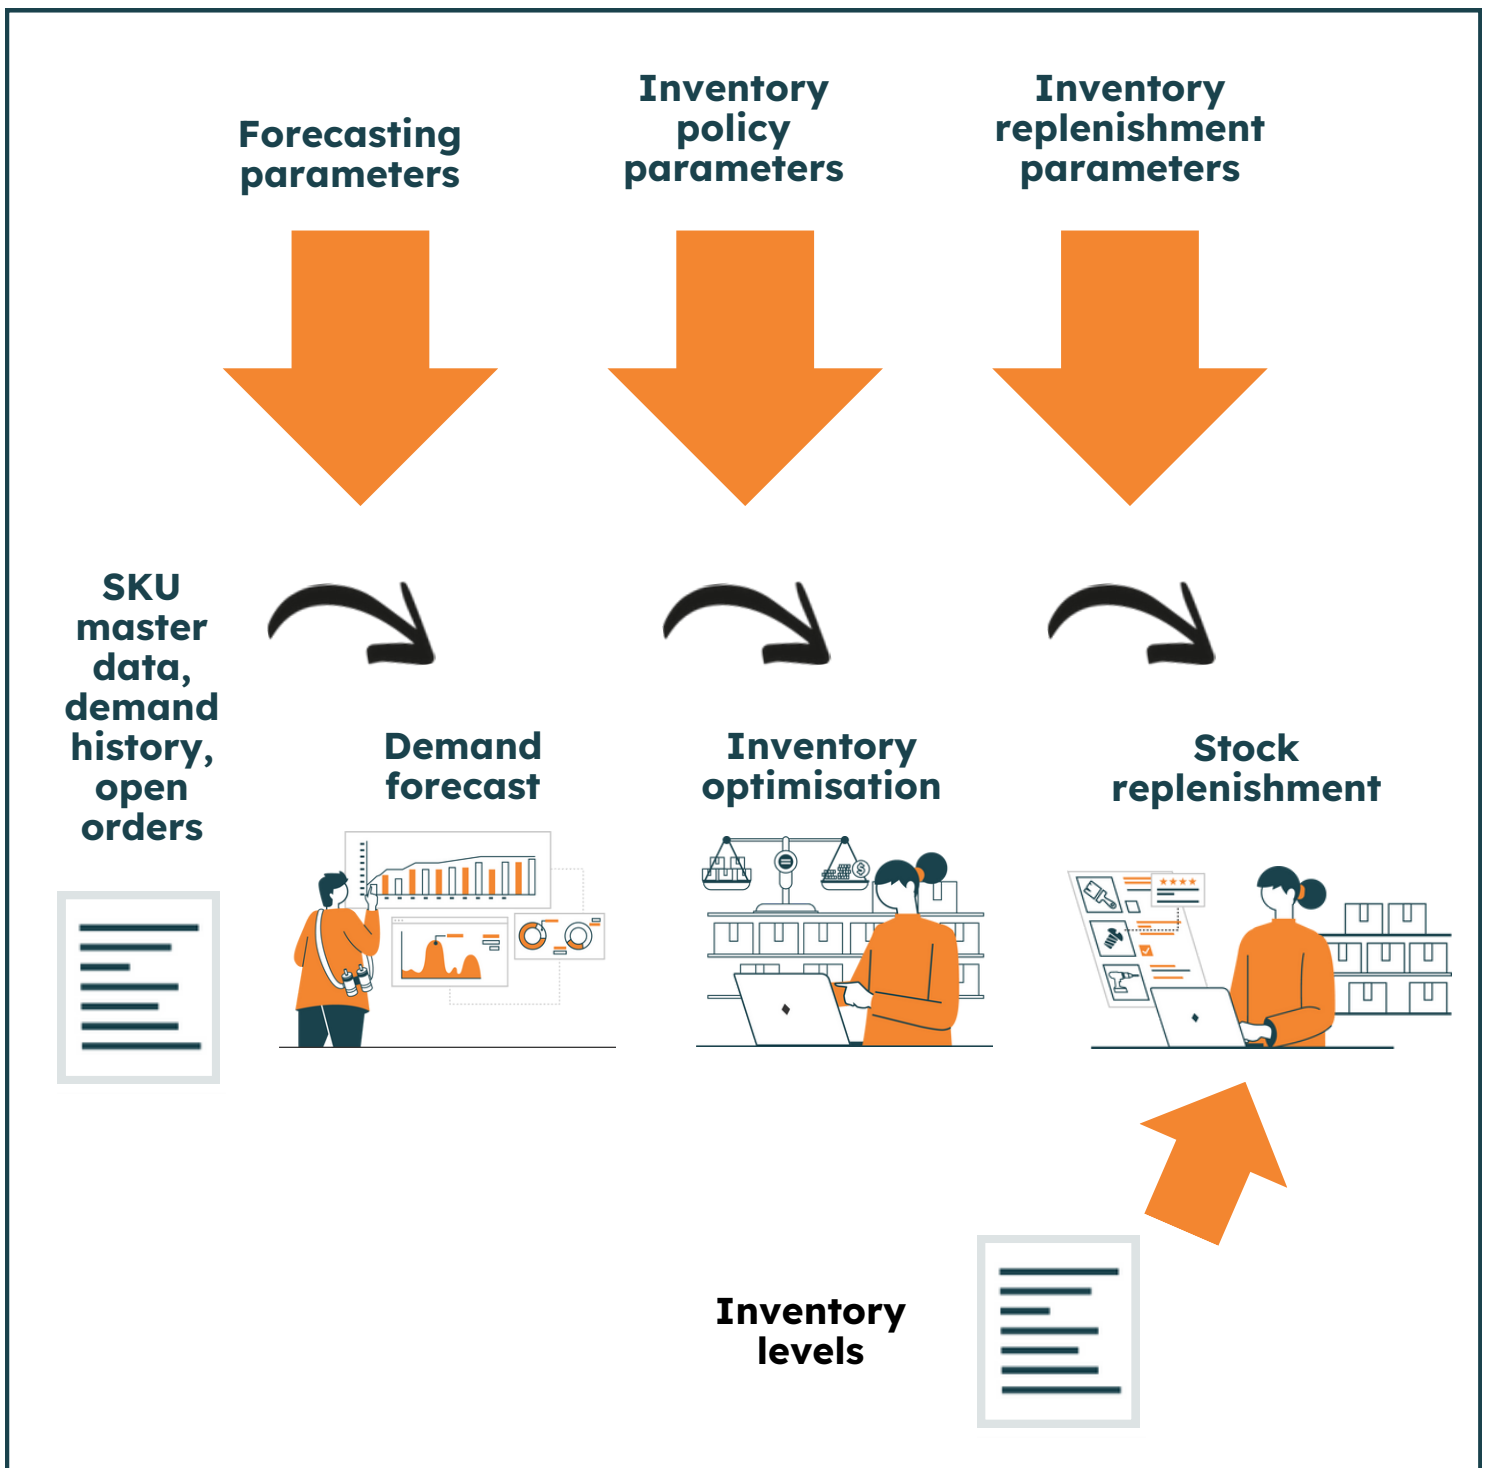 Forecasting
parameters
Inventory
policy
parameters
Inventory
replenishment
parameters
SKU
master
data,
demand
history,
open
orders
Demand
forecast
Inventory
optimisation
Stock
replenishment
Inventory
levels